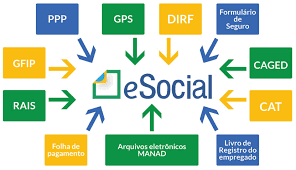 PPP
GPS
DIRF
Formulário
de
Seguro
GFIP
CAGED
eSocial
RAIS
CAT
Folha de
pagamento
Arquivos eletrônicos
MANAD
Livro de
Registro do
empregado